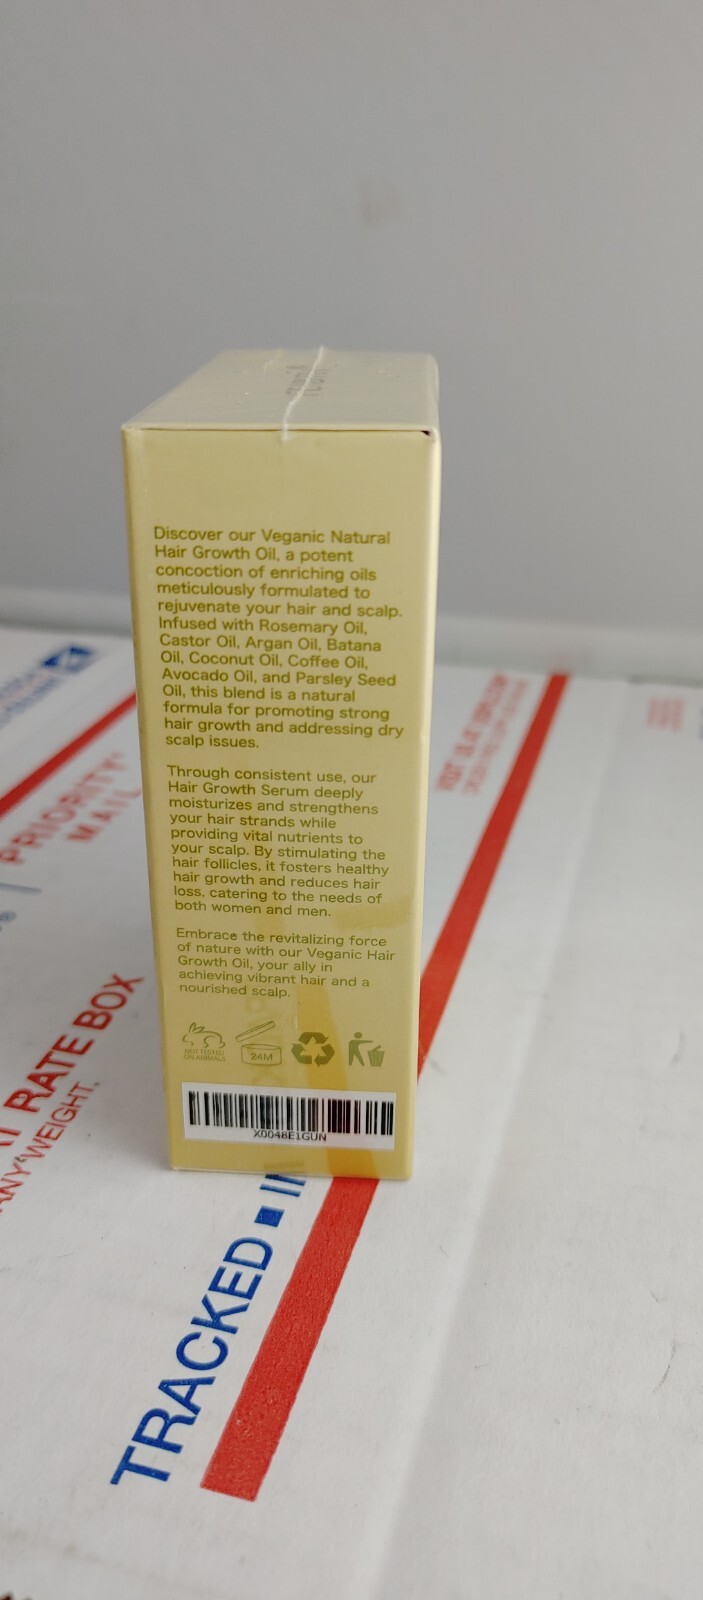 Discover our Veganic Natural
Hair Growth Oil, a potent
concoction of enriching oils
meticulously formulated to
rejuvenate your hair and scalp.
Infused with Rosemary Oil,
Castor Oil, Argan Oil, Batana
Oil, Coconut Oil, Coffee Oil,
Avocado Oil, and Parsley Seed
Oil, this blend is a natural
formula for promoting strong
hair growth and addressing dry
scalp issues.
Through consistent use, our
Hair Growth Serum deeply
moisturizes and strengthens
your hair strands while
providing vital nutrients to
your scalp. By stimulating the
hair follicles, it fosters healthy
hair growth and reduces hair
loss, catering to the needs of
both women and men.
Embrace the revitalizing force
of nature with our Veganic Hair
Growth Oil, your ally in
achieving vibrant hair and a
nourished scalp.
NOT TESTED
ON ANIMALS
24M
X0048E1GUN
PRIORITY
MAIL
RATE BOX
ANY WEIGHT
TRACKED ■